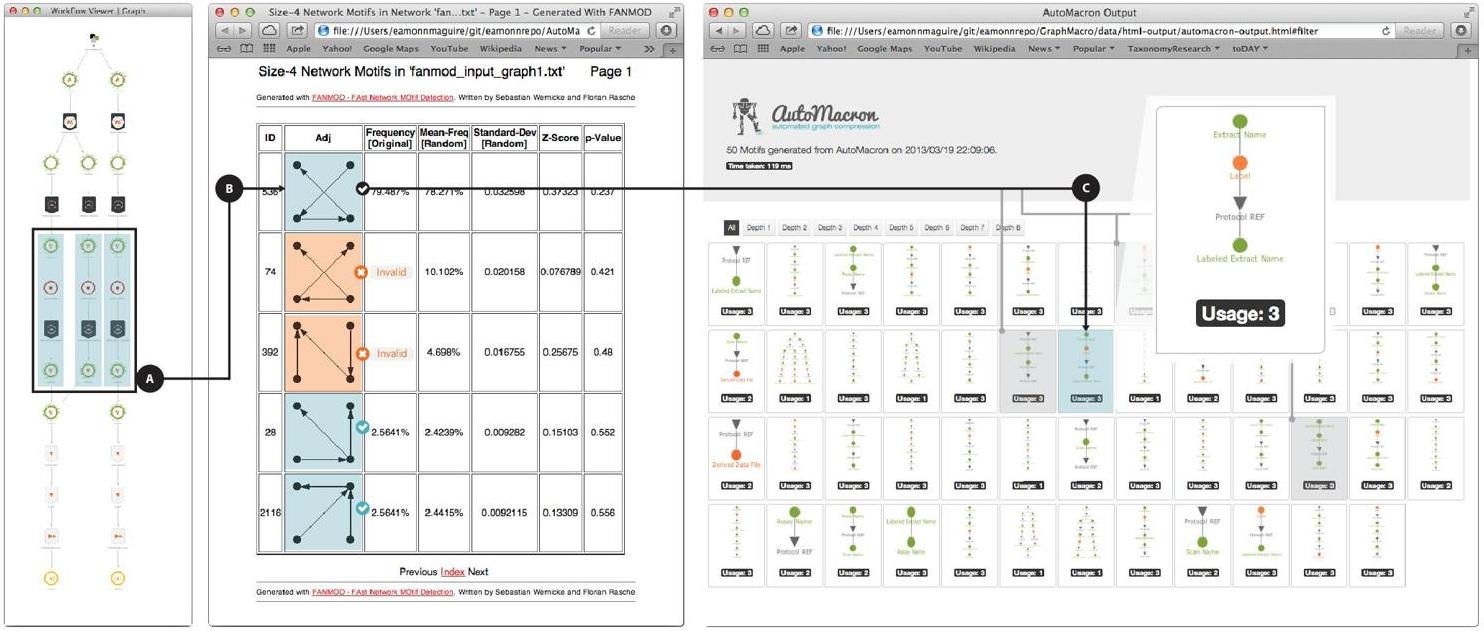 Workflow Viewer | Graph
A
Size-4 Network Motifs in Network 'fan...txt' – Page 1 – Generated With FANMOD
file:///Users/eamonnmaguire/git/eamonnrepo/AutoMa
Reader
Apple Yahoo! Google Maps YouTube Wikipedia News Popular
Size-4 Network Motifs in 'fanmod_input_graph1.txt' Page 1
Generated with FANMOD - FAst Network MOtif Detection. Written by Sebastian Wernicke and Florian Rasche
ID Adj Frequency [Original] Mean-Freq [Random] Standard-Dev [Random] Z-Score p-Value
B
536 79.487% 78.271% 0.032598 0.37323 0.237
74 Invalid 10.102% 0.020158 0.076789 0.421
392 Invalid 4.698% 0.016755 0.25675 0.48
28 2.5641% 2.4239% 0.009282 0.15103 0.552
2116 2.5641% 2.4415% 0.0092115 0.13309 0.556
Previous Index Next
Generated with FANMOD - FAst Network MOtif Detection. Written by Sebastian Wernicke and Florian Rasche
AutoMacron Output
file:///Users/eamonnmaguire/git/eamonnrepo/GraphMacro/data/html-output/automacron-output.html#filter
Reader
Apple Yahoo! Google Maps YouTube Wikipedia News Popular TaxonomyResearch toDAY
AutoMacron
automated graph compression
50 Motifs generated from AutoMacron on 2013/03/19 22:09:06.
Time taken: 119 ms
C
Extract Name
Label
Protocol REF
Labeled Extract Name
Usage: 3
All Depth 1 Depth 2 Depth 3 Depth 4 Depth 5 Depth 6 Depth 7 Depth 8
Protocol REF
Labeled Extract Name
Usage: 3 Usage: 3 Usage: 3 Usage: 3 Usage: 3 Usage: 3 Usage: 3 Usage: 3 Usage: 3
Protocol REF
Usage: 2 Usage: 1 Usage: 3 Usage: 1 Usage: 3 Usage: 3 Usage: 3 Usage: 1 Usage: 2 Usage: 3 Usage: 3 Usage: 3 Usage: 3
Protocol REF
Derived Data File
Usage: 2 Usage: 3 Usage: 3 Usage: 3 Usage: 3 Usage: 1 Usage: 2 Usage: 3 Usage: 3 Usage: 3 Usage: 3 Usage: 3 Usage: 2
Assay Name Labeled Extract Name Protocol REF
Protocol REF Assay Name Scan Name
Usage: 3 Usage: 2 Usage: 2 Usage: 3 Usage: 3 Usage: 1 Usage: 1 Usage: 3 Usage: 2 Usage: 3 Usage: 3 Usage: 3